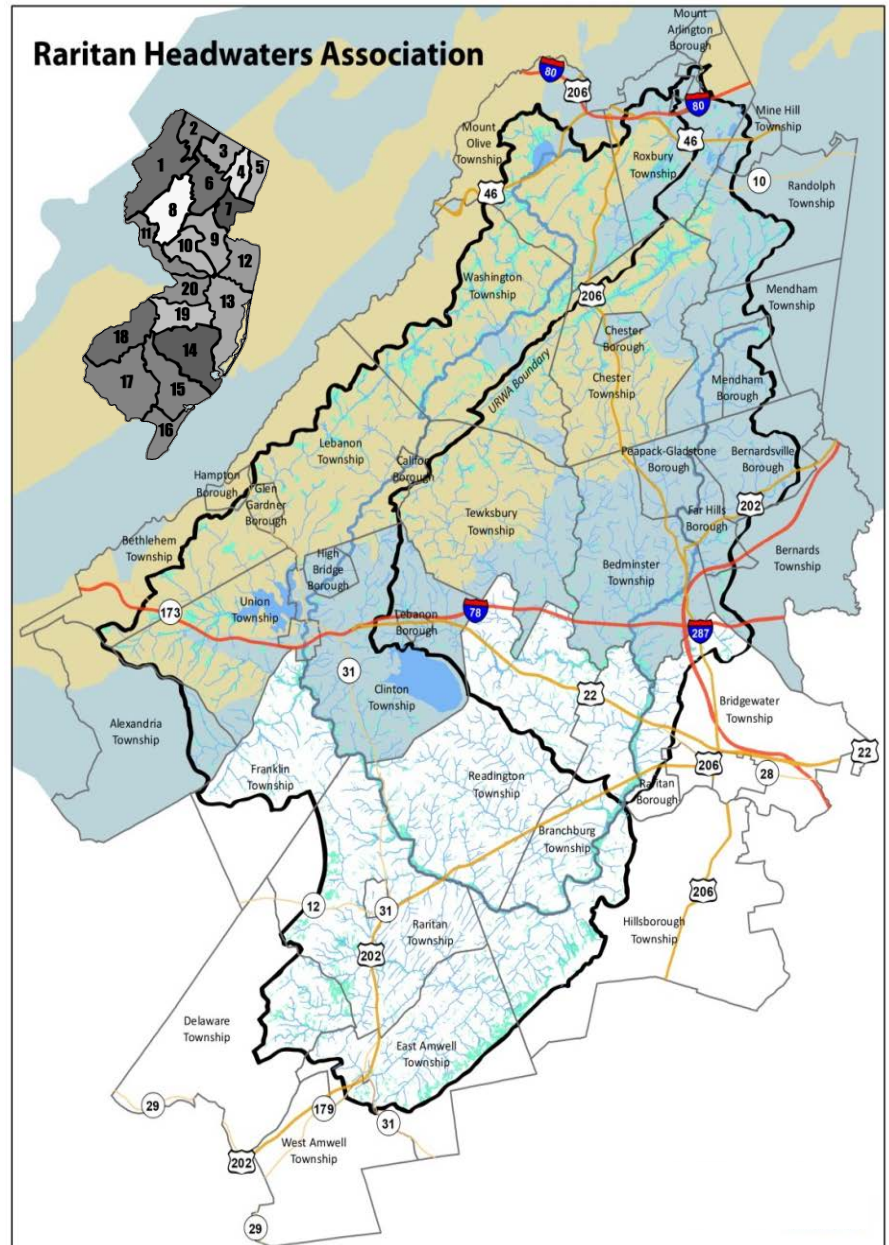 Raritan Headwaters Association
Mount
Arlington
Borough
80
206
80
Mine Hill
Township
Mount
Olive
Township
Roxbury
Township
46
46
10
Randolph
Township
1
2
3
4
5
6
7
8
9
10
11
12
13
14
15
16
17
18
19
20
Washington
Township
206
Mendham
Township
Chester
Borough
Chester
Township
Mendham
Borough
URWA Boundary
Lebanon
Township
Califon
Borough
Peapack-Gladstone
Borough
Bernardsville
Borough
Hampton
Borough
Glen
Gardner
Borough
Tewksbury
Township
Far Hills
Borough
202
Bethlehem
Township
High
Bridge
Borough
Bedminster
Township
Bernards
Township
173
Union
Township
Lebanon
Borough
78
287
31
Clinton
Township
22
Bridgewater
Township
Alexandria
Township
Franklin
Township
Readington
Township
206
28
22
Raritan
Borough
Branchburg
Township
206
12
31
Raritan
Township
Hillsborough
Township
202
Delaware
Township
East Amwell
Township
29
179
31
West Amwell
Township
202
29